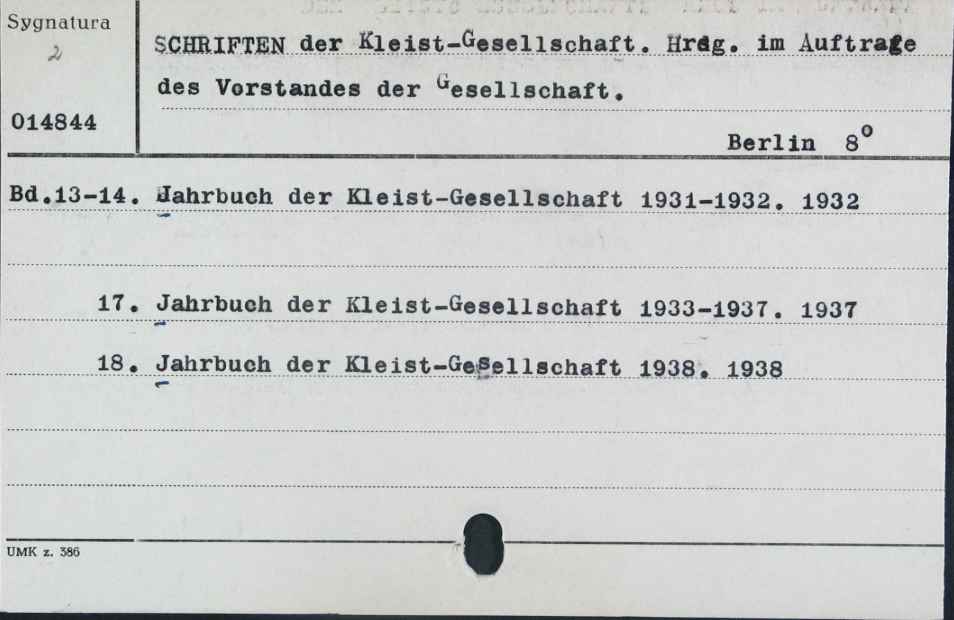 Sygnatura
2
014844
SCHRIFTEN der Kleist-Gesellschaft. Hrsg. im Auftrage
des Vorstandes der Gesellschaft.
Berlin 8⁰
Bd.13-14. Jahrbuch der Kleist-Gesellschaft 1931-1932. 1932
17. Jahrbuch der Kleist-Gesellschaft 1933-1937. 1937
18. Jahrbuch der Kleist-Gesellschaft 1938. 1938
UMK z. 386